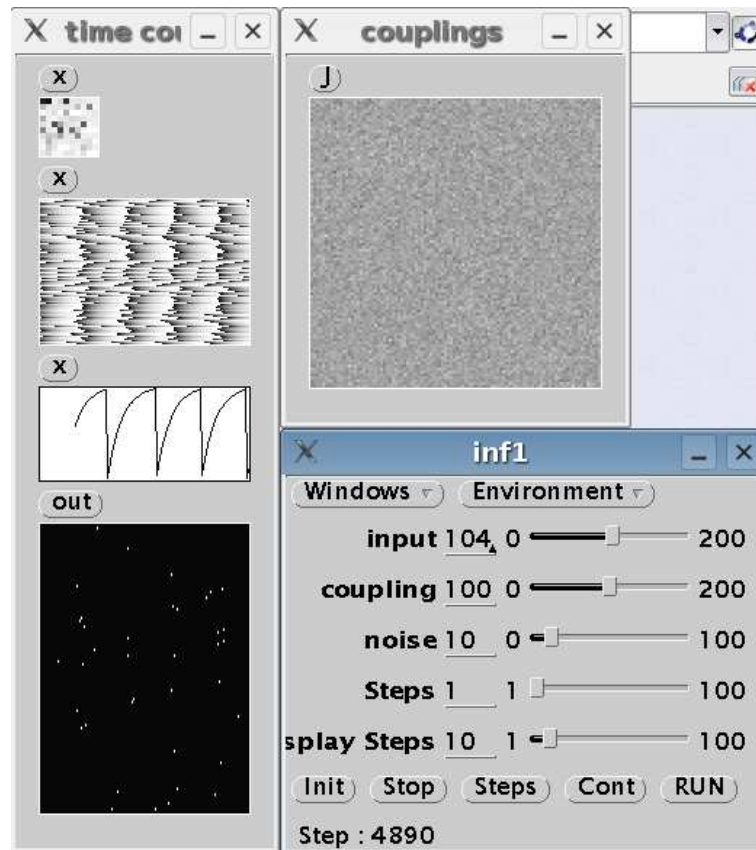 time cou
X
X
X
out
couplings
J
inf1
Windows Environment
input 104 0 200
coupling 100 0 200
noise 10 0 100
Steps 1 1 100
splay Steps 10 1 100
Init Stop Steps Cont RUN
Step : 4890